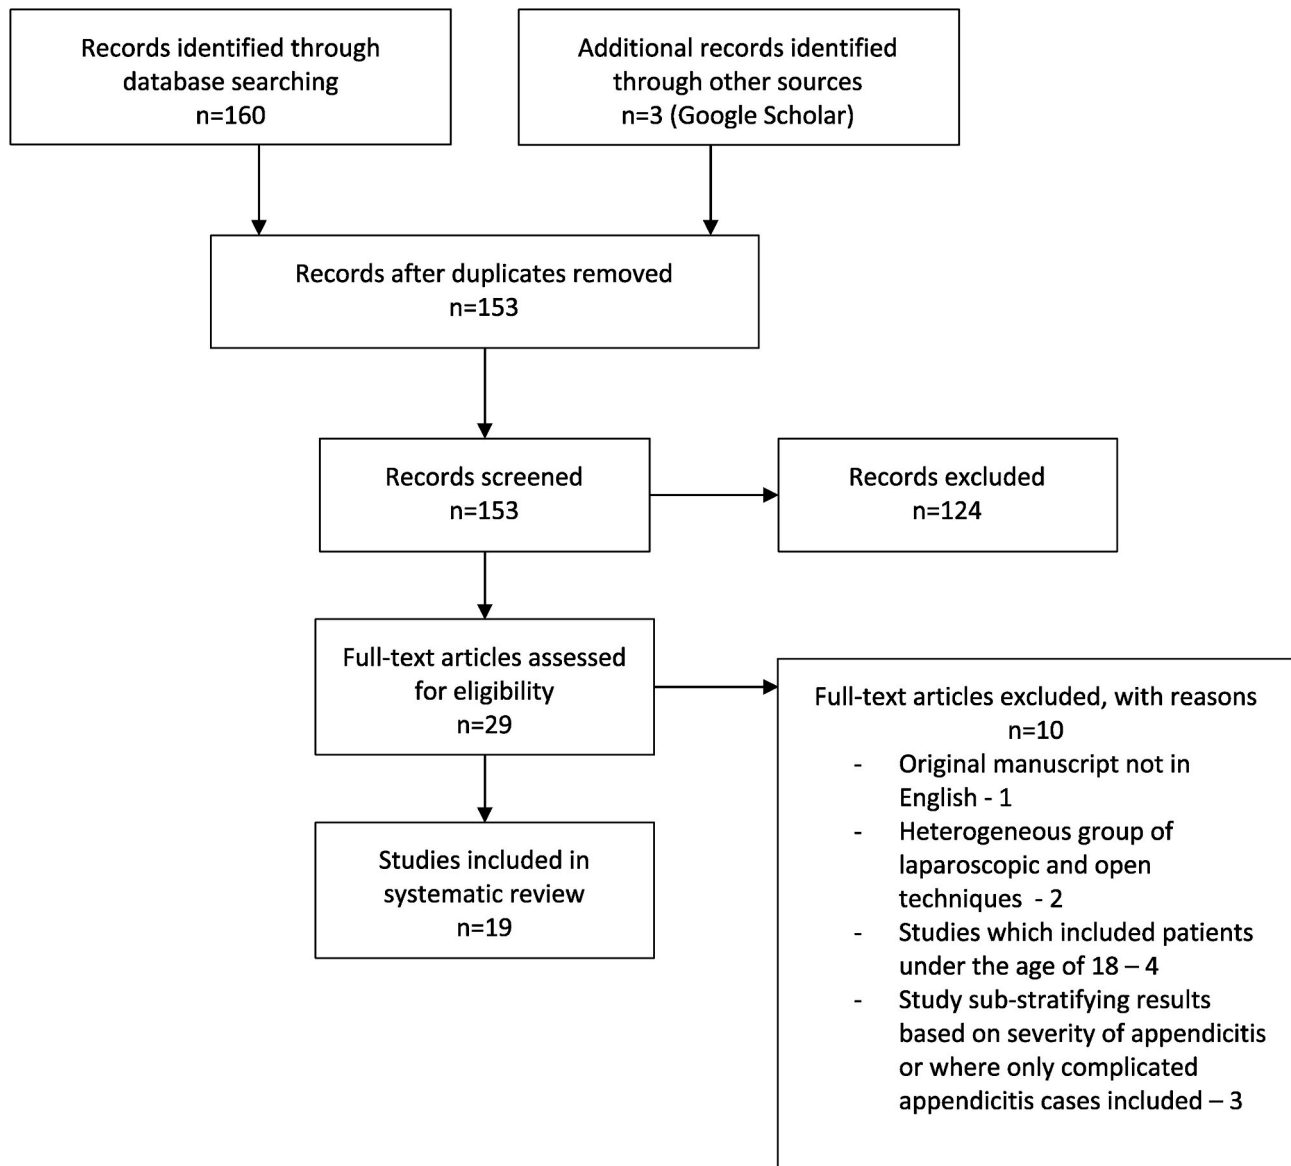 Records identified through
database searching
n=160
Additional records identified
through other sources
n=3 (Google Scholar)
Records after duplicates removed
n=153
Records screened
n=153
Records excluded
n=124
Full-text articles assessed
for eligibility
n=29
Full-text articles excluded, with reasons
n=10
- Original manuscript not in
English - 1
- Heterogeneous group of
laparoscopic and open
techniques - 2
- Studies which included patients
under the age of 18 – 4
- Study sub-stratifying results
based on severity of appendicitis
or where only complicated
appendicitis cases included – 3
Studies included in
systematic review
n=19